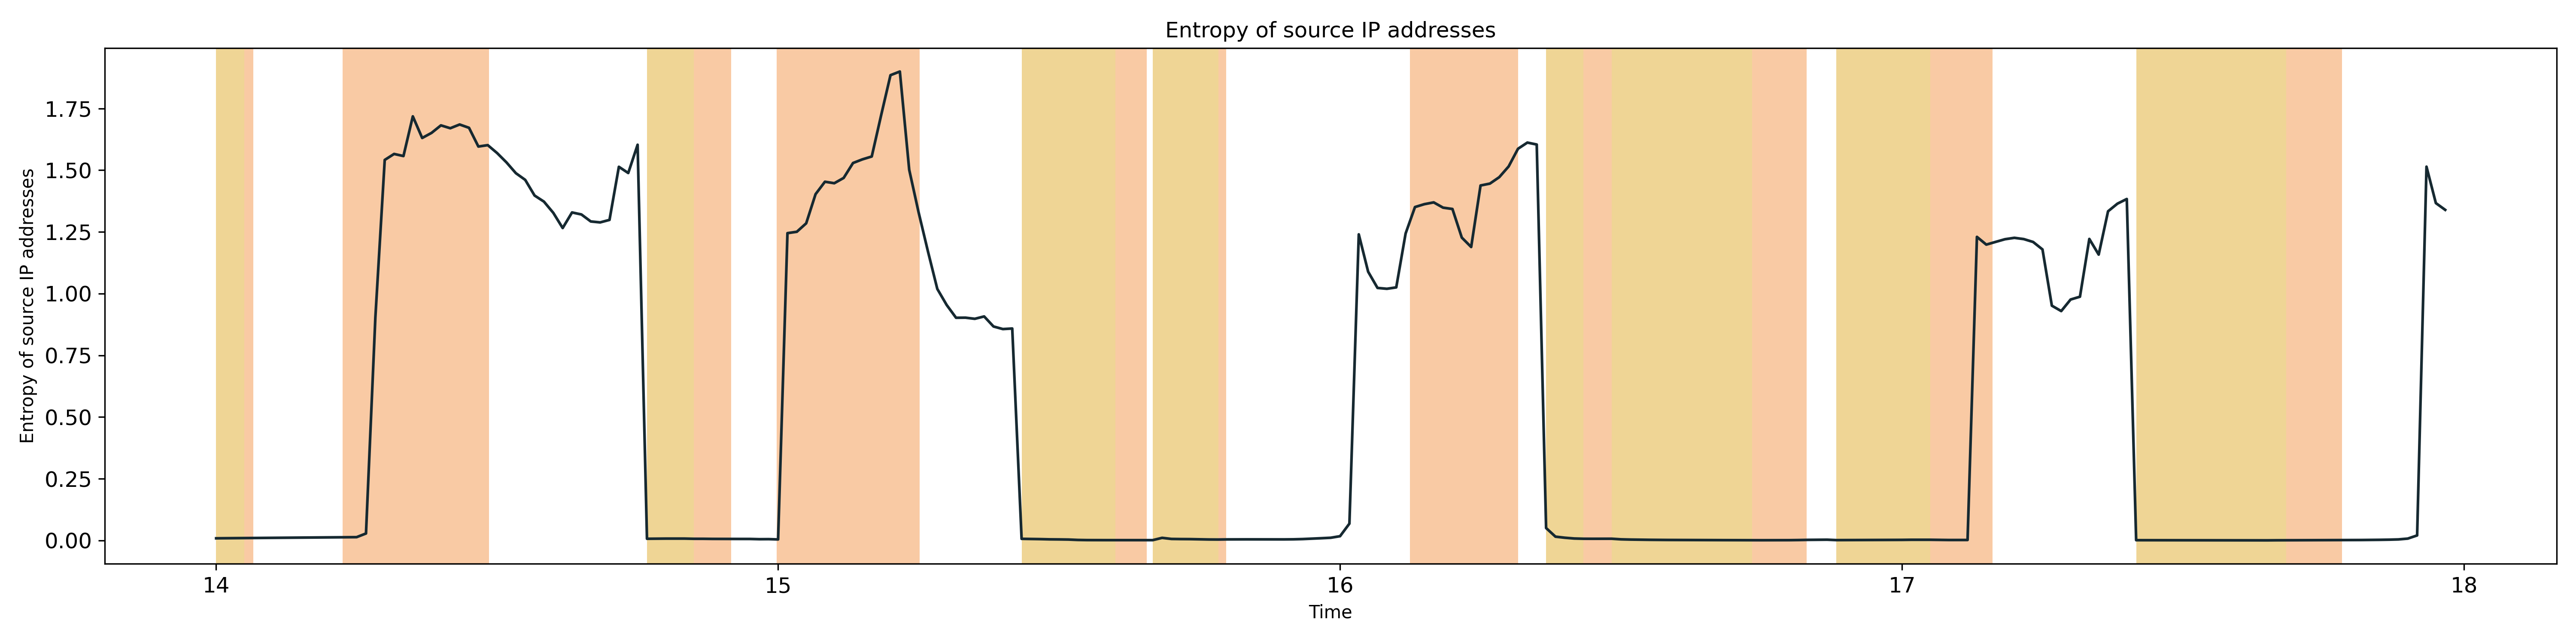 Entropy of source IP addresses
Entropy of source IP addresses
1.75
1.50
1.25
1.00
0.75
0.50
0.25
0.00
14 15 16 17 18
Time